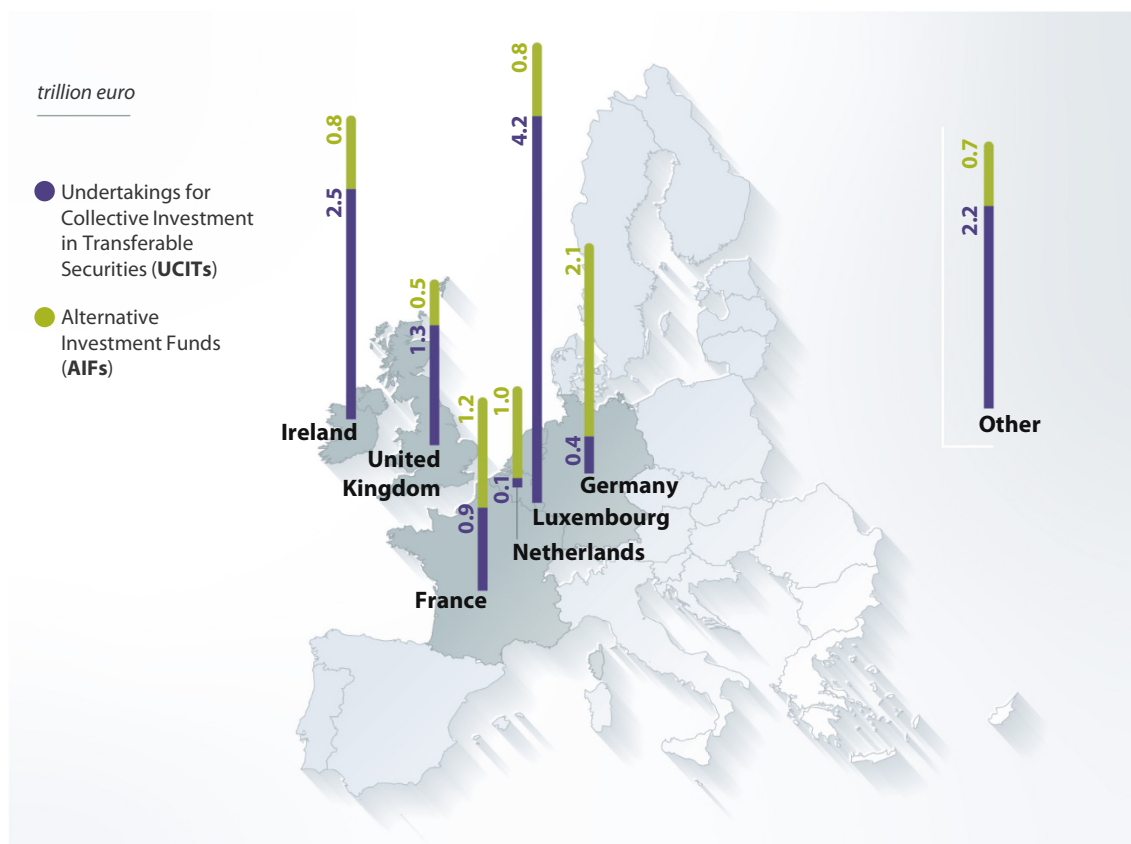 trillion euro
Undertakings for
Collective Investment
in Transferable
Securities (UCITs)
Alternative
Investment Funds
(AIFs)
0.8
2.5
Ireland
0.5
1.3
United
Kingdom
1.2
0.9
France
1.0
0.1
Netherlands
0.8
4.2
Luxembourg
2.1
0.4
Germany
0.7
2.2
Other